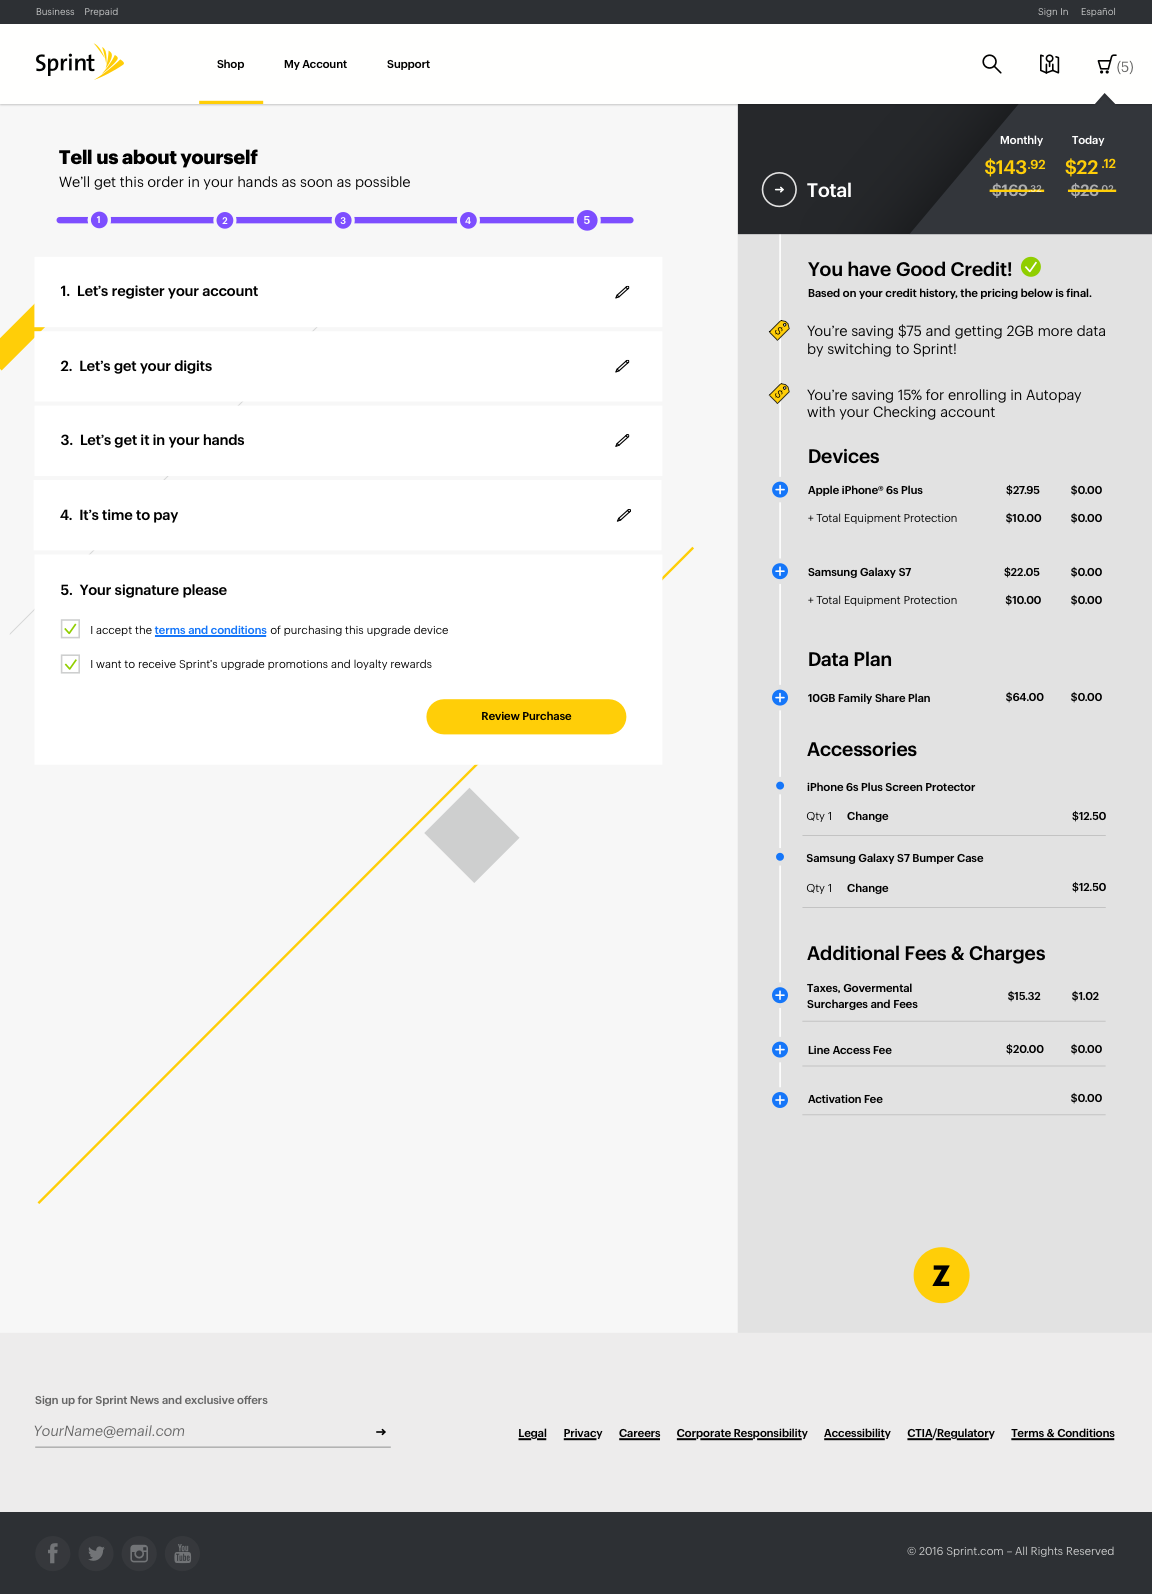 Business Prepaid
Sign In Español
Sprint
Shop My Account Support
(5)
Tell us about yourself
We'll get this order in your hands as soon as possible
1 2 3 4 5
1. Let's register your account
2. Let's get your digits
3. Let's get it in your hands
4. It's time to pay
5. Your signature please
I accept the terms and conditions of purchasing this upgrade device
I want to receive Sprint's upgrade promotions and loyalty rewards
Review Purchase
Monthly Today
$143.92 $22.12
Total
$169.32 $26.02
You have Good Credit!
Based on your credit history, the pricing below is final.
You're saving $75 and getting 2GB more data
by switching to Sprint!
You're saving 15% for enrolling in Autopay
with your Checking account
Devices
Apple iPhone® 6s Plus $27.95 $0.00
+ Total Equipment Protection $10.00 $0.00
Samsung Galaxy S7 $22.05 $0.00
+ Total Equipment Protection $10.00 $0.00
Data Plan
10GB Family Share Plan $64.00 $0.00
Accessories
iPhone 6s Plus Screen Protector
Qty 1 Change $12.50
Samsung Galaxy S7 Bumper Case
Qty 1 Change $12.50
Additional Fees & Charges
Taxes, Govermental
Surcharges and Fees $15.32 $1.02
Line Access Fee $20.00 $0.00
Activation Fee $0.00
Z
Sign up for Sprint News and exclusive offers
YourName@email.com
Legal Privacy Careers Corporate Responsibility Accessibility CTIA/Regulatory Terms & Conditions
You
Tube
© 2016 Sprint.com – All Rights Reserved